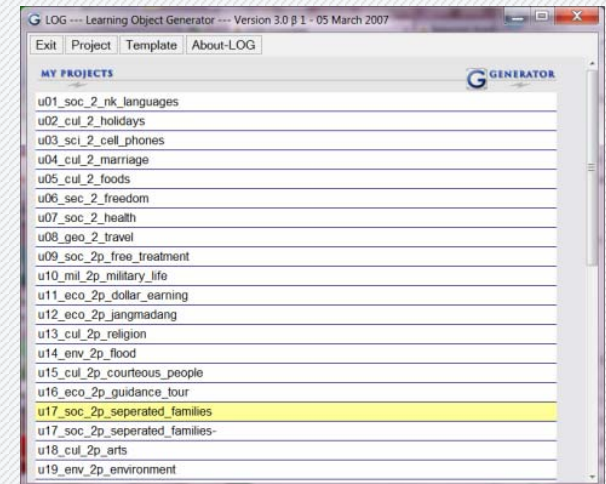 G LOG --- Learning Object Generator --- Version 3.0 β 1 - 05 March 2007
Exit Project Template About-LOG
MY PROJECTS
G GENERATOR
u01_soc_2_nk_languages
u02_cul_2_holidays
u03_sci_2_cell_phones
u04_cul_2_marriage
u05_cul_2_foods
u06_sec_2_freedom
u07_soc_2_health
u08_geo_2_travel
u09_soc_2p_free_treatment
u10_mil_2p_military_life
u11_eco_2p_dollar_earning
u12_eco_2p_jangmadang
u13_cul_2p_religion
u14_env_2p_flood
u15_cul_2p_courteous_people
u16_eco_2p_guidance_tour
u17_soc_2p_seperated_families
u17_soc_2p_seperated_families-
u18_cul_2p_arts
u19_env_2p_environment